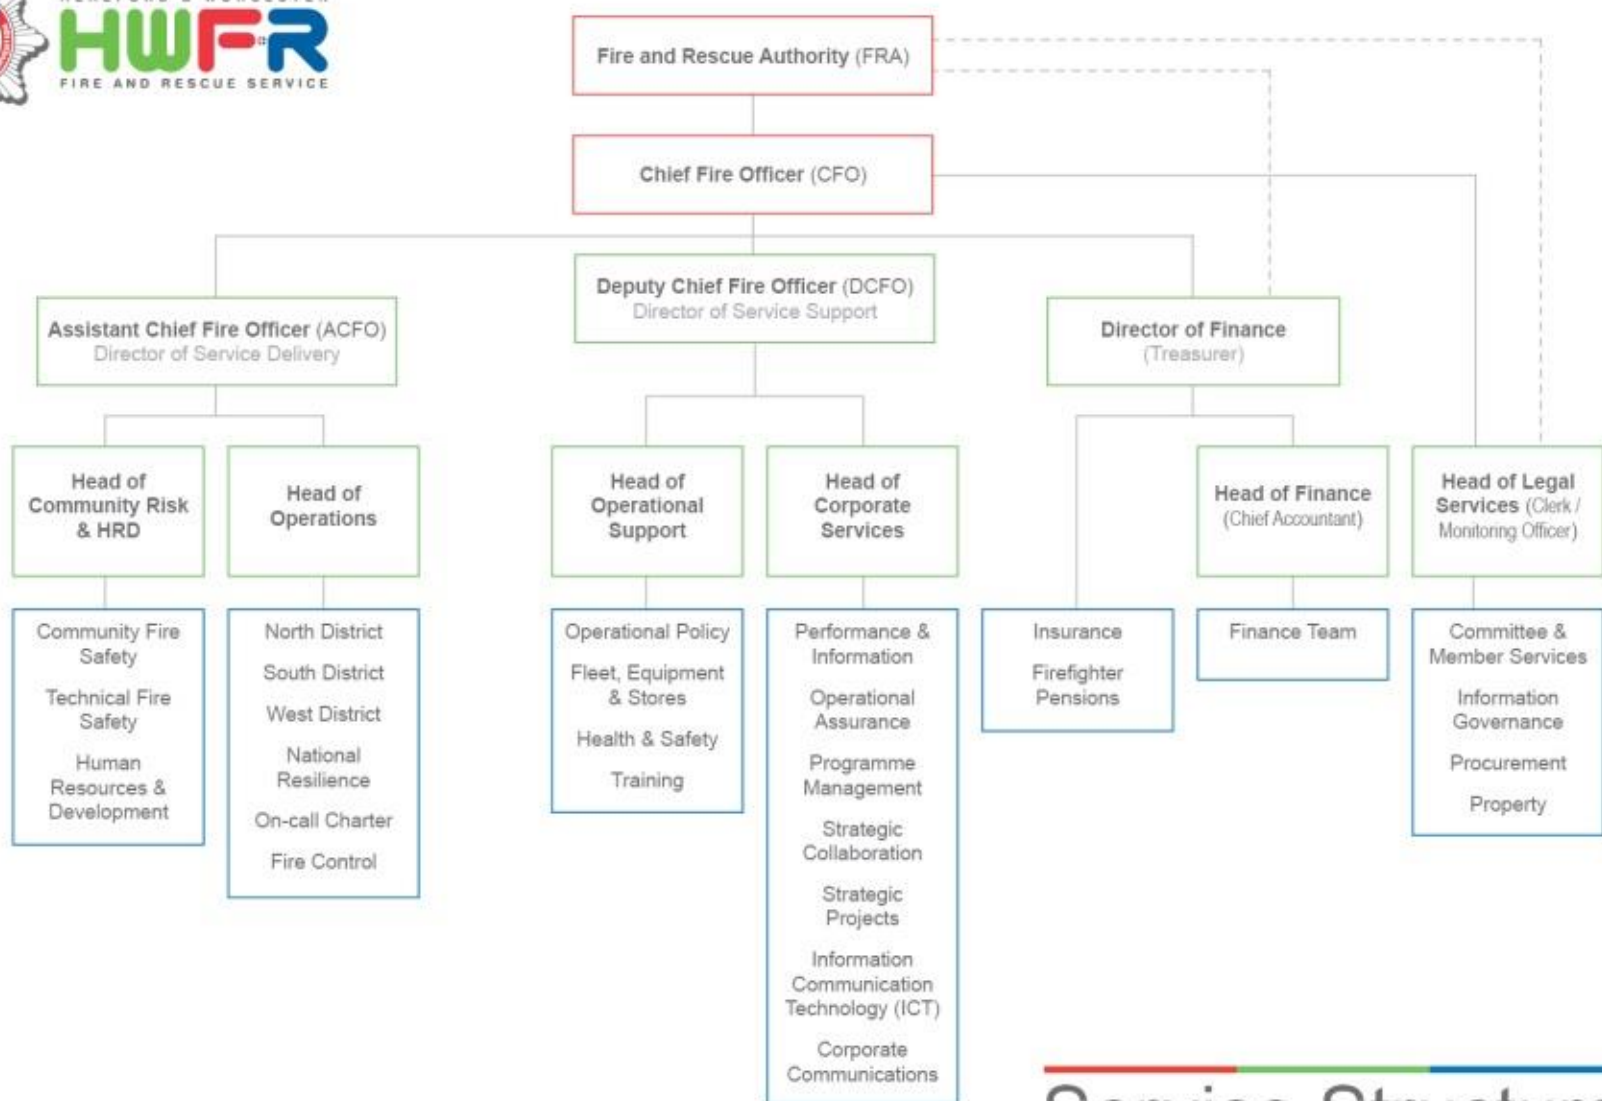 HWFR
FIRE AND RESCUE SERVICE
Fire and Rescue Authority (FRA)
Chief Fire Officer (CFO)
Assistant Chief Fire Officer (ACFO)
Director of Service Delivery
Deputy Chief Fire Officer (DCFO)
Director of Service Support
Director of Finance
(Treasurer)
Head of
Community Risk
& HRD
Head of
Operations
Head of
Operational
Support
Head of
Corporate
Services
Head of Finance
(Chief Accountant)
Head of Legal
Services (Clerk /
Monitoring Officer)
Community Fire
Safety
Technical Fire
Safety
Human
Resources &
Development
North District
South District
West District
National
Resilience
On-call Charter
Fire Control
Operational Policy
Fleet, Equipment
& Stores
Health & Safety
Training
Performance &
Information
Operational
Assurance
Programme
Management
Strategic
Collaboration
Strategic
Projects
Information
Communication
Technology (ICT)
Corporate
Communications
Insurance
Firefighter
Pensions
Finance Team
Committee &
Member Services
Information
Governance
Procurement
Property